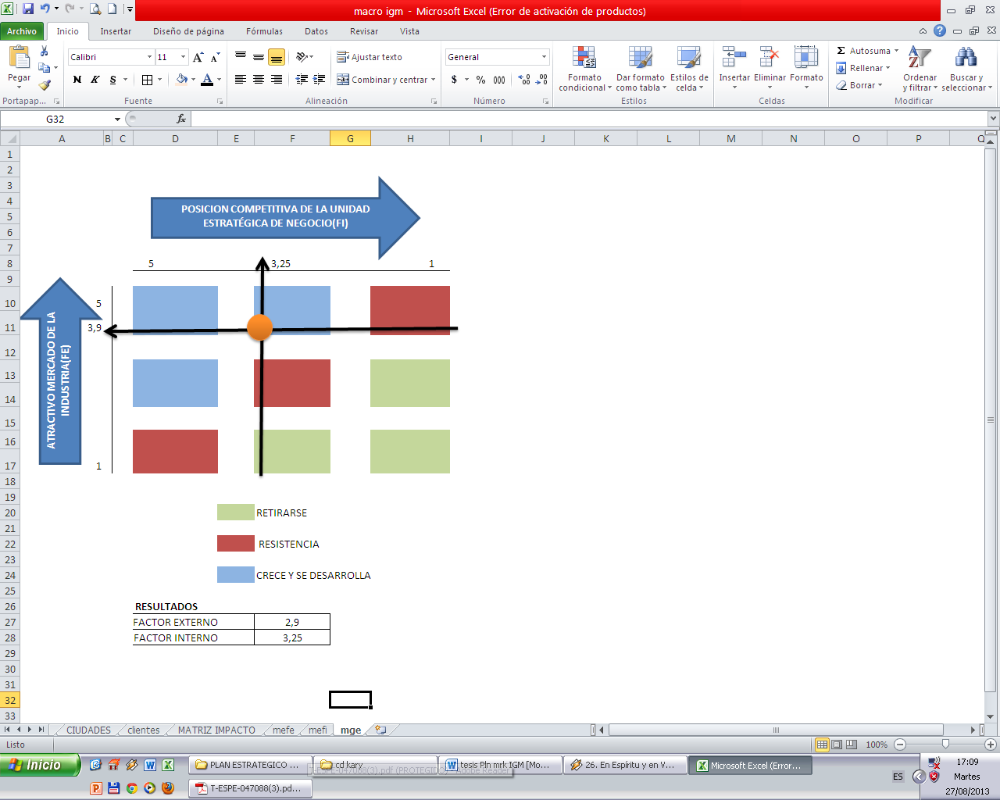 macro igm - Microsoft Excel (Error de activación de productos)
Archivo Inicio Insertar Diseño de página Fórmulas Datos Revisar Vista
Pegar
Calibri 11
N K S
Ajustar texto
Combinar y centrar
General
$ % 000
Formato condicional
Dar formato como tabla
Estilos de celda
Insertar Eliminar Formato
Autosuma
Rellenar
Borrar
Ordenar y filtrar
Buscar y seleccionar
Portapap... Fuente Alineación Número Estilos Celdas Modificar
G32 fx
A B C D E F G H I J K L M N O P Q
1
2
3
4
5
6
7
8
9
10
11
12
13
14
15
16
17
18
19
20
21
22
23
24
25
26
27
28
29
30
31
32
33
POSICION COMPETITIVA DE LA UNIDAD
ESTRATÉGICA DE NEGOCIO(FI)
5 3,25 1
ATRACTIVO MERCADO DE LA
INDUSTRIA(FE)
5
3,9
1
RETIRARSE
RESISTENCIA
CRECE Y SE DESARROLLA
RESULTADOS
FACTOR EXTERNO 2,9
FACTOR INTERNO 3,25
CIUDADES clientes MATRIZ IMPACTO mefe mefi mge
Listo 100%
Inicio PLAN ESTRATEGICO ... cd kary tesis Pln mrk IGM [Mo... 26. En Espíritu y en V... Microsoft Excel (Error...
T-ESPE-047088(3).pdf (PROTEGIDO) - Adobe Reader
T-ESPE-047088(3).pd...
ES
17:09
Martes
27/08/2013